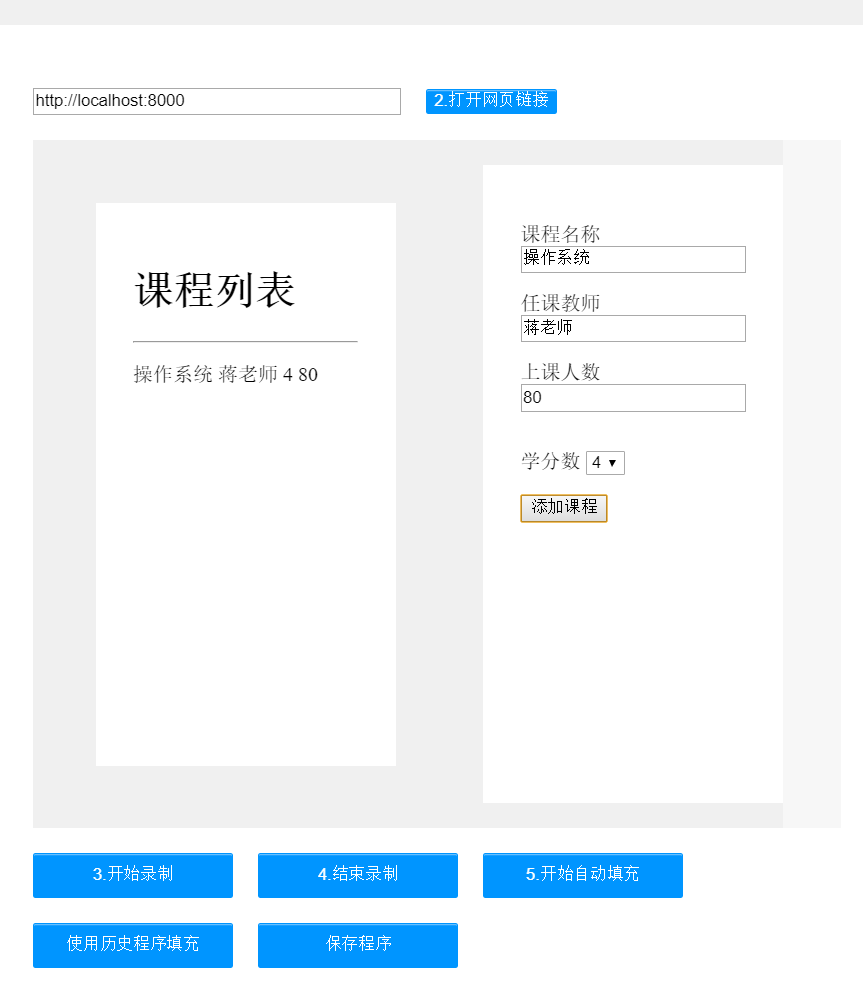 http://localhost:8000 2.打开网页链接
课程列表
操作系统 蒋老师 4 80
课程名称
操作系统
任课教师
蒋老师
上课人数
80
学分数 4
添加课程
3.开始录制 4.结束录制 5.开始自动填充
使用历史程序填充 保存程序